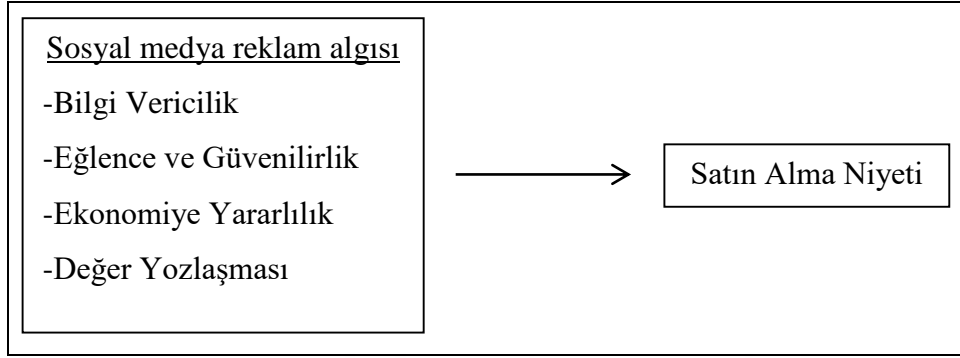 Sosyal medya reklam algısı
-Bilgi Vericilik
-Eğlence ve Güvenilirlik
-Ekonomiye Yararlılık
-Değer Yozlaşması
Satın Alma Niyeti